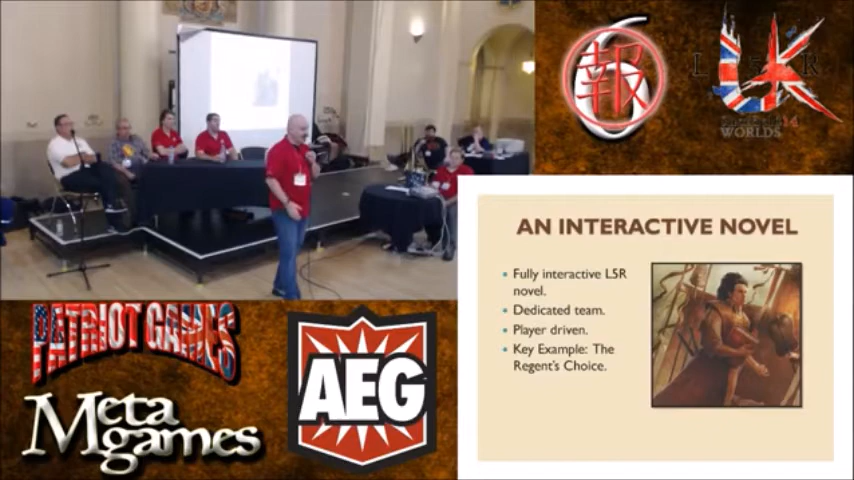 報
L5R
UK
WORLDS
AN INTERACTIVE NOVEL
Fully interactive L5R
novel.
Dedicated team.
Player driven.
Key Example: The
Regent's Choice.
PATRIOT GAMES
Meta
games
AEG